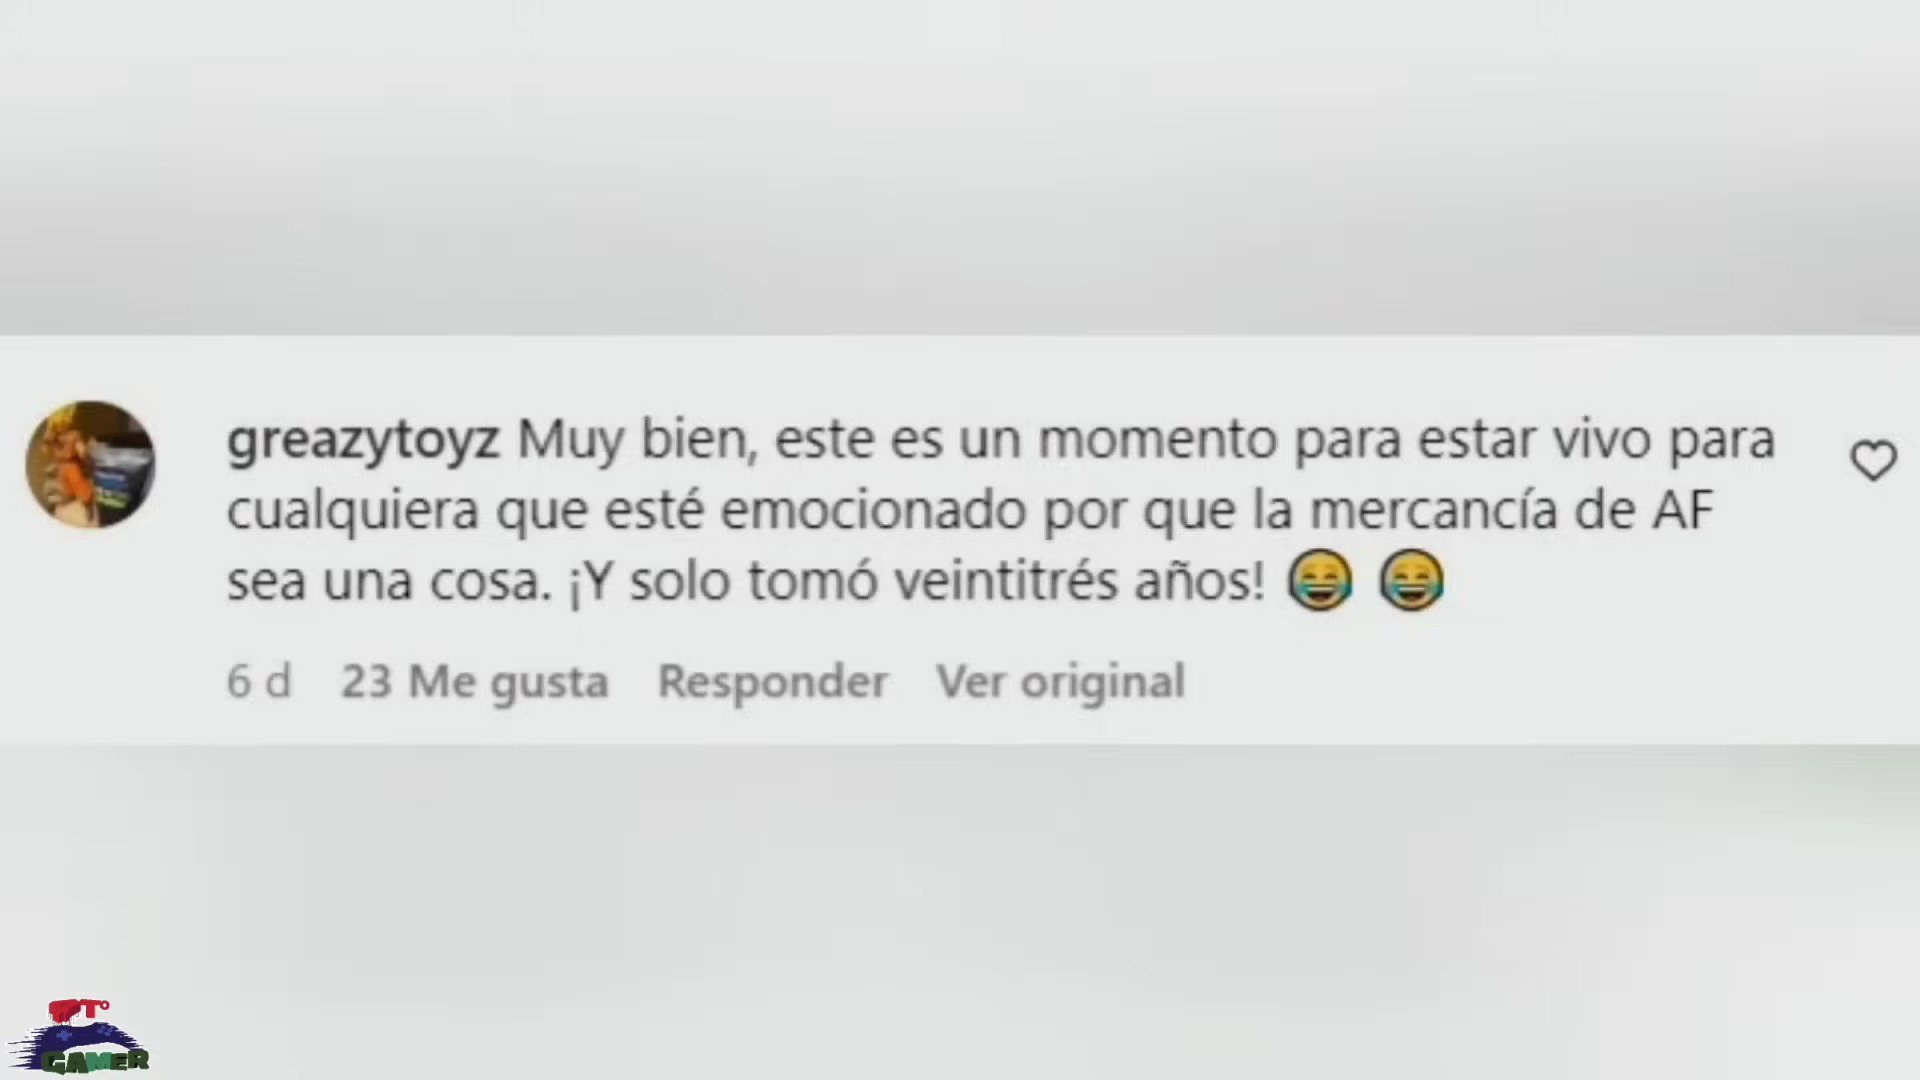 greazytoyz Muy bien, este es un momento para estar vivo para
cualquiera que esté emocionado por que la mercancía de AF
sea una cosa. ¡Y solo tomó veintitrés años! 😂 😂
6 d 23 Me gusta Responder Ver original
GAMER